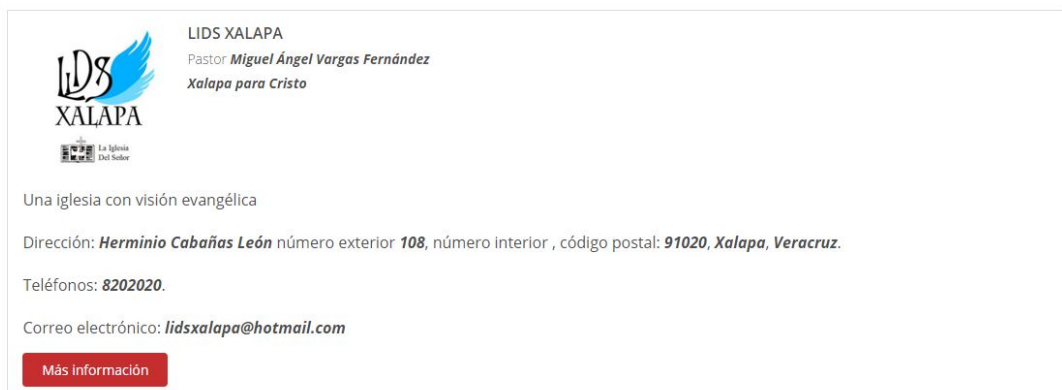 LIDS XALAPA
Pastor Miguel Ángel Vargas Fernández
Xalapa para Cristo
LIDS
XALAPA
La Iglesia
Del Señor
Una iglesia con visión evangélica
Dirección: Herminio Cabañas León número exterior 108, número interior , código postal: 91020, Xalapa, Veracruz.
Teléfonos: 8202020.
Correo electrónico: lidsxalapa@hotmail.com
Más información